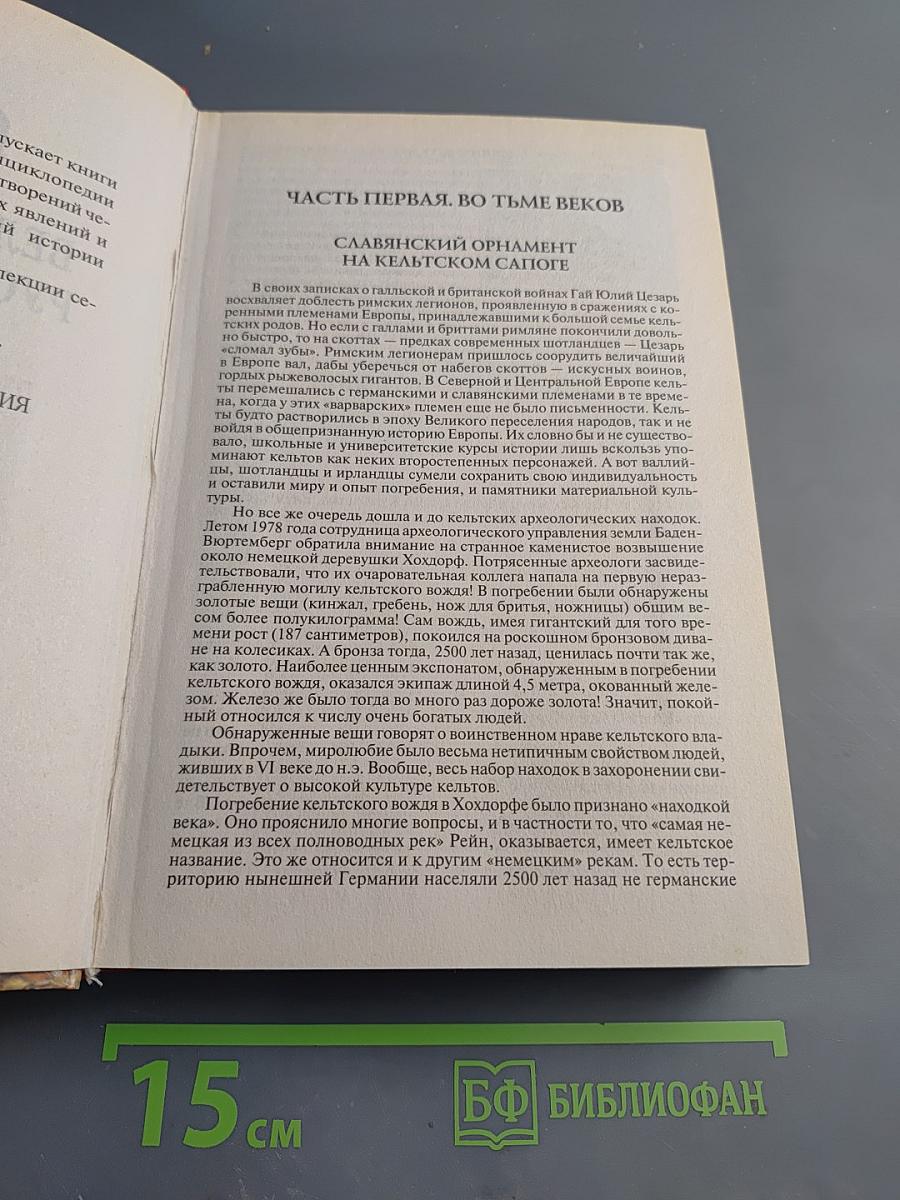 пускает книги
циклопедии
творений че-
х явлений и
й истории
лекции се-
ИЯ
ЧАСТЬ ПЕРВАЯ. ВО ТЬМЕ ВЕКОВ
СЛАВЯНСКИЙ ОРНАМЕНТ
НА КЕЛЬТСКОМ САПОГЕ
В своих записках о галльской и британской войнах Гай Юлий Цезарь
восхваляет доблесть римских легионов, проявленную в сражениях с ко-
ренными племенами Европы, принадлежавшими к большой семье кель-
тских родов. Но если с галлами и бриттами римляне покончили доволь-
но быстро, то на скоттах — предках современных шотландцев — Цезарь
«сломал зубы». Римским легионерам пришлось соорудить величайший
в Европе вал, дабы уберечься от набегов скоттов — искусных воинов,
гордых рыжеволосых гигантов. В Северной и Центральной Европе кель-
ты перемешались с германскими и славянскими племенами в те време-
на, когда у этих «варварских» племен еще не было письменности. Кель-
ты будто растворились в эпоху Великого переселения народов, так и не
войдя в общепризнанную историю Европы. Их словно бы и не существо-
вало, школьные и университетские курсы истории лишь вскользь упо-
минают кельтов как неких второстепенных персонажей. А вот валлий-
цы, шотландцы и ирландцы сумели сохранить свою индивидуальность
и оставили миру и опыт погребения, и памятники материальной куль-
туры.
Но все же очередь дошла и до кельтских археологических находок.
Летом 1978 года сотрудница археологического управления земли Баден-
Вюртемберг обратила внимание на странное каменистое возвышение
около немецкой деревушки Хохдорф. Потрясенные археологи засвиде-
тельствовали, что их очаровательная коллега напала на первую нераз-
грабленную могилу кельтского вождя! В погребении были обнаружены
золотые вещи (кинжал, гребень, нож для бритья, ножницы) общим ве-
сом более полукилограмма! Сам вождь, имея гигантский для того вре-
мени рост (187 сантиметров), покоился на роскошном бронзовом дива-
не на колесиках. А бронза тогда, 2500 лет назад, ценилась почти так же,
как золото. Наиболее ценным экспонатом, обнаруженным в погребении
кельтского вождя, оказался экипаж длиной 4,5 метра, окованный желе-
зом. Железо же было тогда во много раз дороже золота! Значит, покой-
ный относился к числу очень богатых людей.
Обнаруженные вещи говорят о воинственном нраве кельтского вла-
дыки. Впрочем, миролюбие было весьма нетипичным свойством людей,
живших в VI веке до н.э. Вообще, весь набор находок в захоронении сви-
детельствует о высокой культуре кельтов.
Погребение кельтского вождя в Хохдорфе было признано «находкой
века». Оно прояснило многие вопросы, и в частности то, что «самая не-
мецкая из всех полноводных рек» Рейн, оказывается, имеет кельтское
название. Это же относится и к другим «немецким» рекам. То есть тер-
риторию нынешней Германии населяли 2500 лет назад не германские
15 см
БФ БИБЛИОФАН